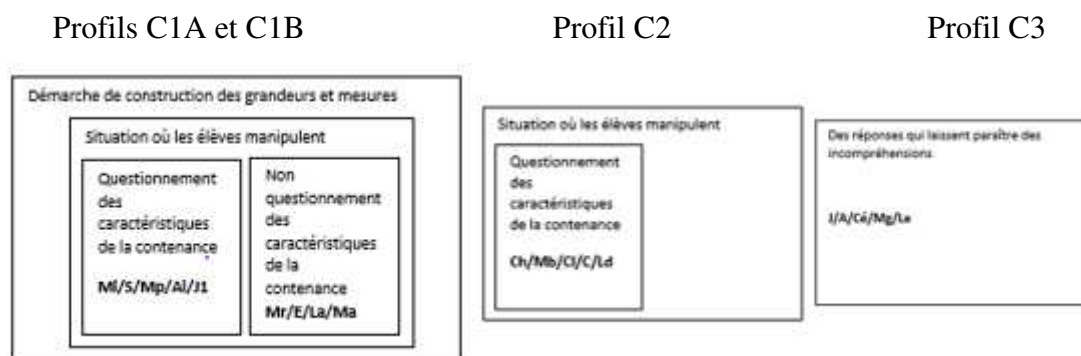 Profils C1A et C1B
Profil C2
Profil C3
Démarche de construction des grandeurs et mesures
Situation où les élèves manipulent
Questionnement
des
caractéristiques
de la contenance
Mi/S/Mp/Al/J1
Non
questionnement
des
caractéristiques
de la
contenance
Mr/E/La/Ma
Situation où les élèves manipulent
Questionnement
des
caractéristiques
de la contenance
Ch/Mb/Cl/C/Ld
Des réponses qui laissent paraître des
incompréhensions
J/A/Cé/Mg/Le